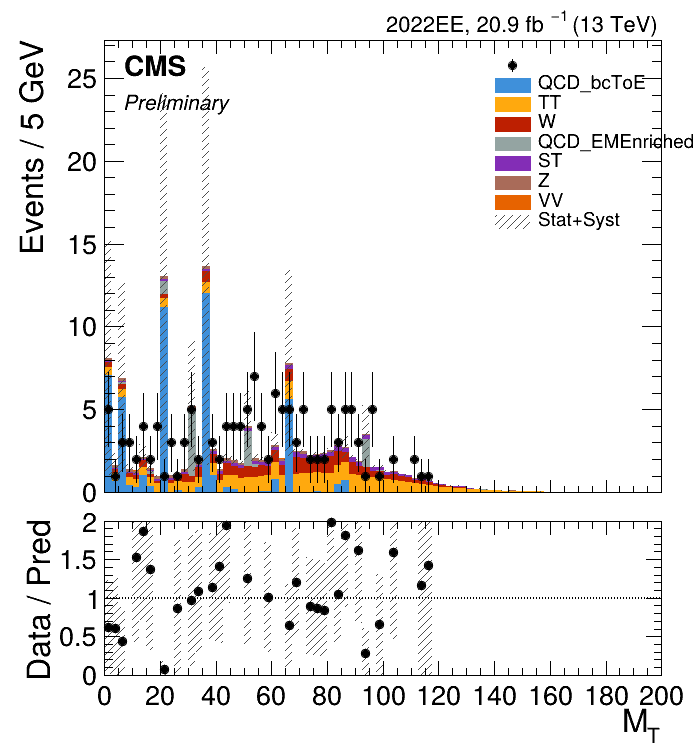 2022EE, 20.9 fb ⁻¹ (13 TeV)
CMS
Preliminary
QCD_bcToE
TT
W
QCD_EMEnriched
ST
Z
VV
Stat+Syst
Events / 5 GeV
25
20
15
10
5
0
Data / Pred
2
1.5
1
0.5
0
0 20 40 60 80 100 120 140 160 180 200
M_T